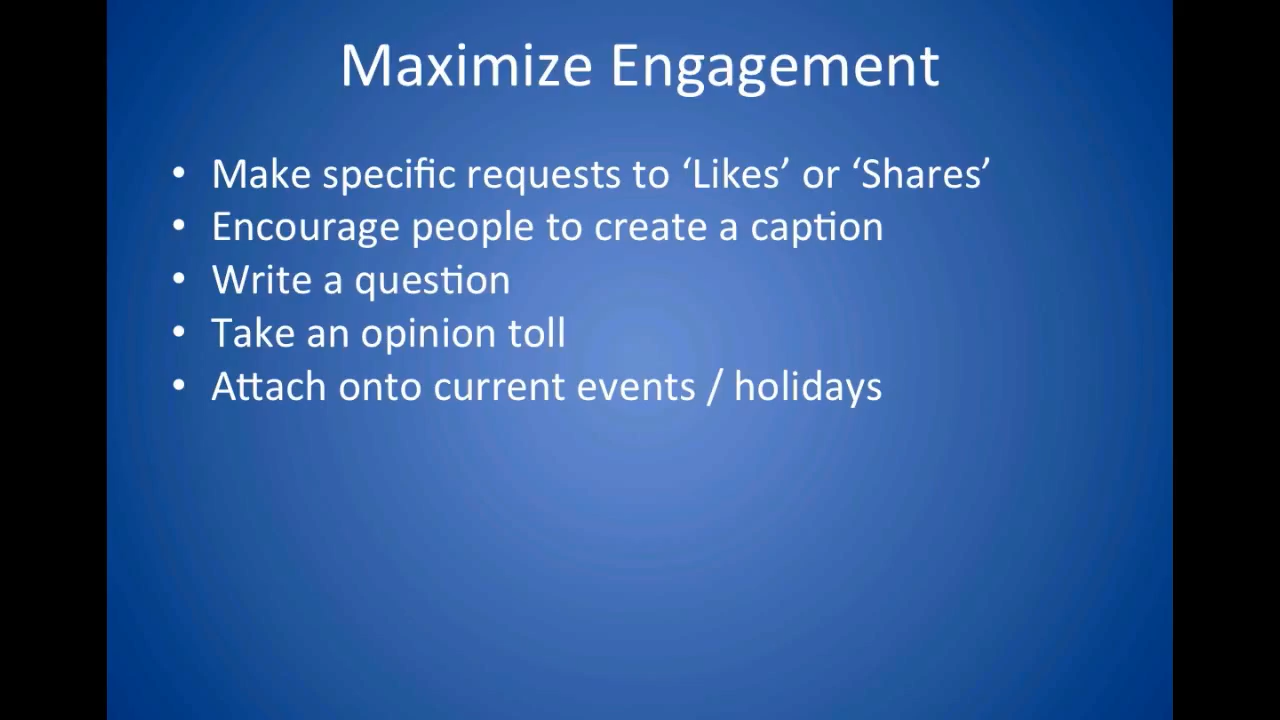 Maximize Engagement
• Make specific requests to ‘Likes’ or ‘Shares’
• Encourage people to create a caption
• Write a question
• Take an opinion toll
• Attach onto current events / holidays